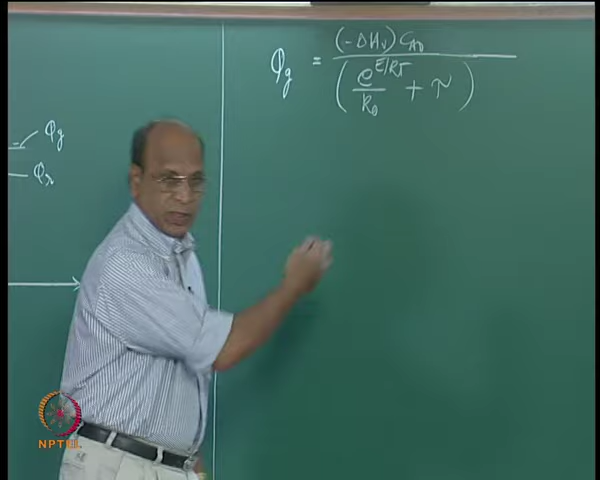 φg = (-ΔHr) CA0 / ( e^E/RT / k0 + τ )
φg
φr
NPTEL